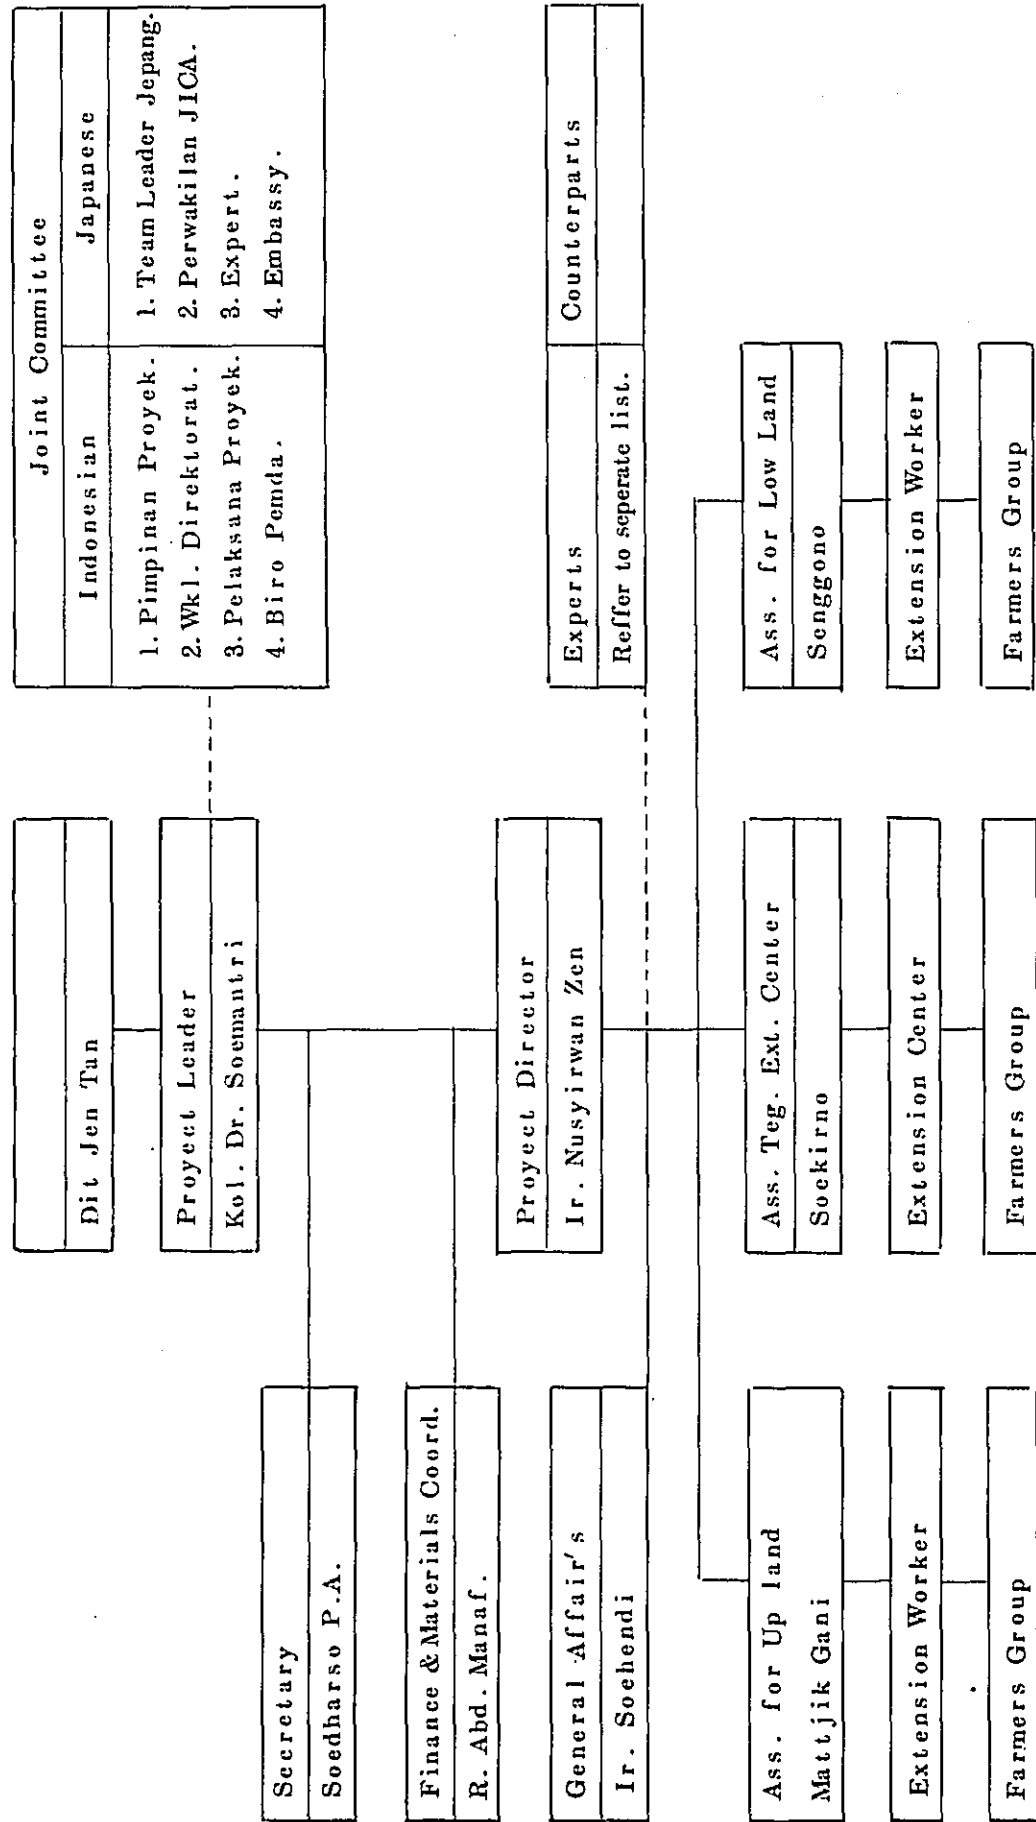 Dit Jen Tan
Proyect Leader
Kol. Dr. Soemantri
Joint Committee
Indonesian
Japanese
1. Pimpinan Proyek.
2. Wkl. Direktorat.
3. Pelaksana Proyek.
4. Biro Pemda.
1. Team Leader Jepang.
2. Perwakilan JICA.
3. Expert.
4. Embassy.
Secretary
Soedharso P.A.
Finance & Materials Coord.
R. Abd. Manaf.
Proyect Director
Ir. Nusyirwan Zen
General Affair's
Ir. Soehendi
Experts
Counterparts
Reffer to seperate list.
Ass. for Up land
Mattjik Gani
Extension Worker
Farmers Group
Ass. Teg. Ext. Center
Soekirno
Extension Center
Farmers Group
Ass. for Low Land
Senggono
Extension Worker
Farmers Group